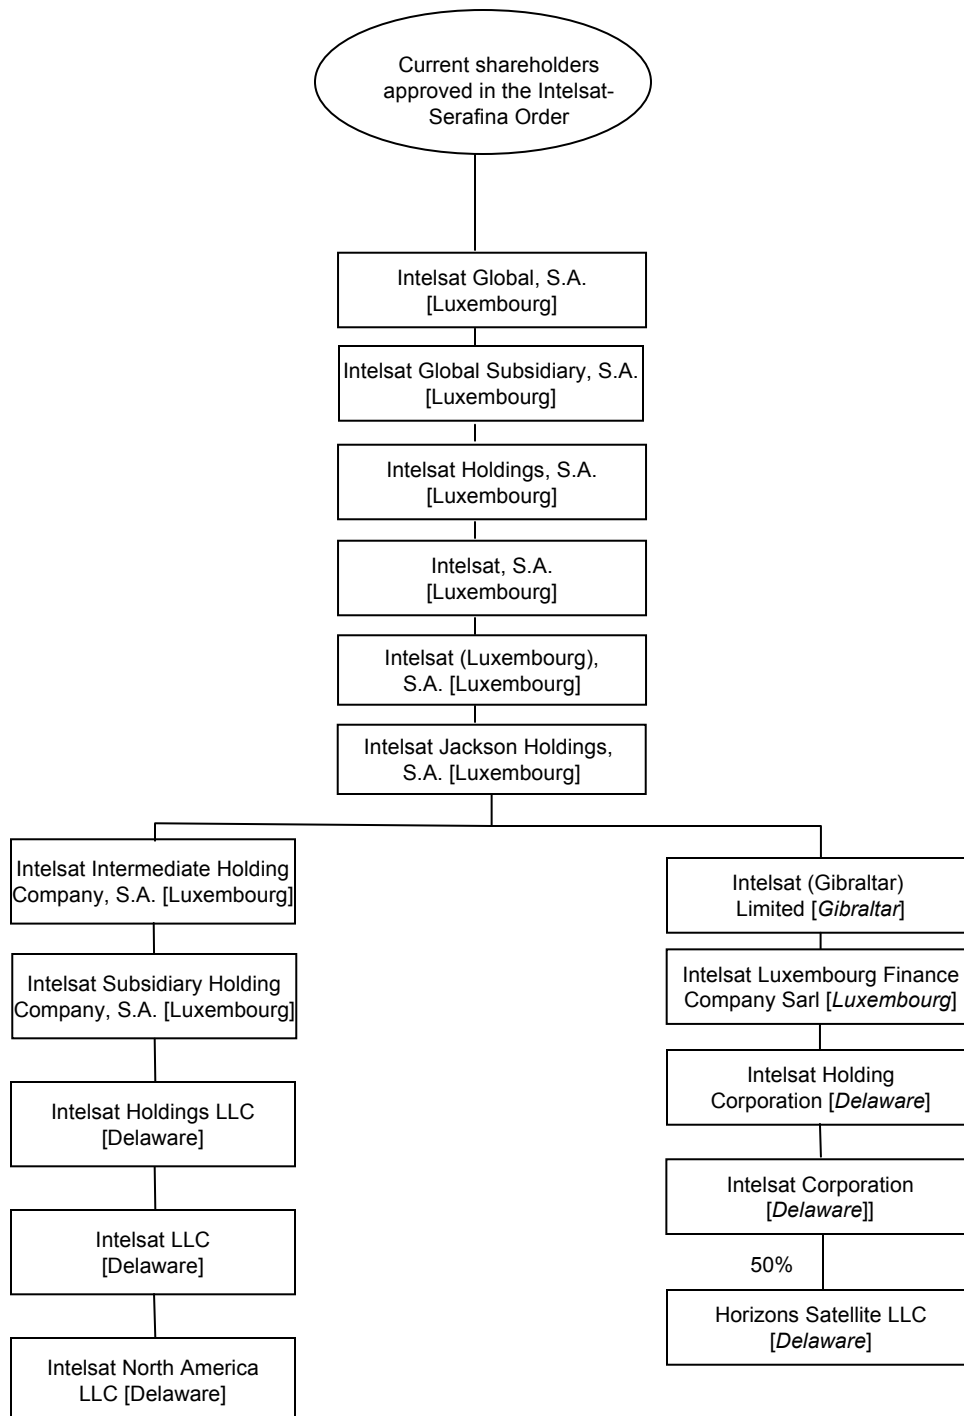 Current shareholders
approved in the Intelsat-
Serafina Order
Intelsat Global, S.A.
[Luxembourg]
Intelsat Global Subsidiary, S.A.
[Luxembourg]
Intelsat Holdings, S.A.
[Luxembourg]
Intelsat, S.A.
[Luxembourg]
Intelsat (Luxembourg),
S.A. [Luxembourg]
Intelsat Jackson Holdings,
S.A. [Luxembourg]
Intelsat Intermediate Holding
Company, S.A. [Luxembourg]
Intelsat Subsidiary Holding
Company, S.A. [Luxembourg]
Intelsat Holdings LLC
[Delaware]
Intelsat LLC
[Delaware]
Intelsat North America
LLC [Delaware]
Intelsat (Gibraltar)
Limited [Gibraltar]
Intelsat Luxembourg Finance
Company Sarl [Luxembourg]
Intelsat Holding
Corporation [Delaware]
Intelsat Corporation
[Delaware]]
50%
Horizons Satellite LLC
[Delaware]